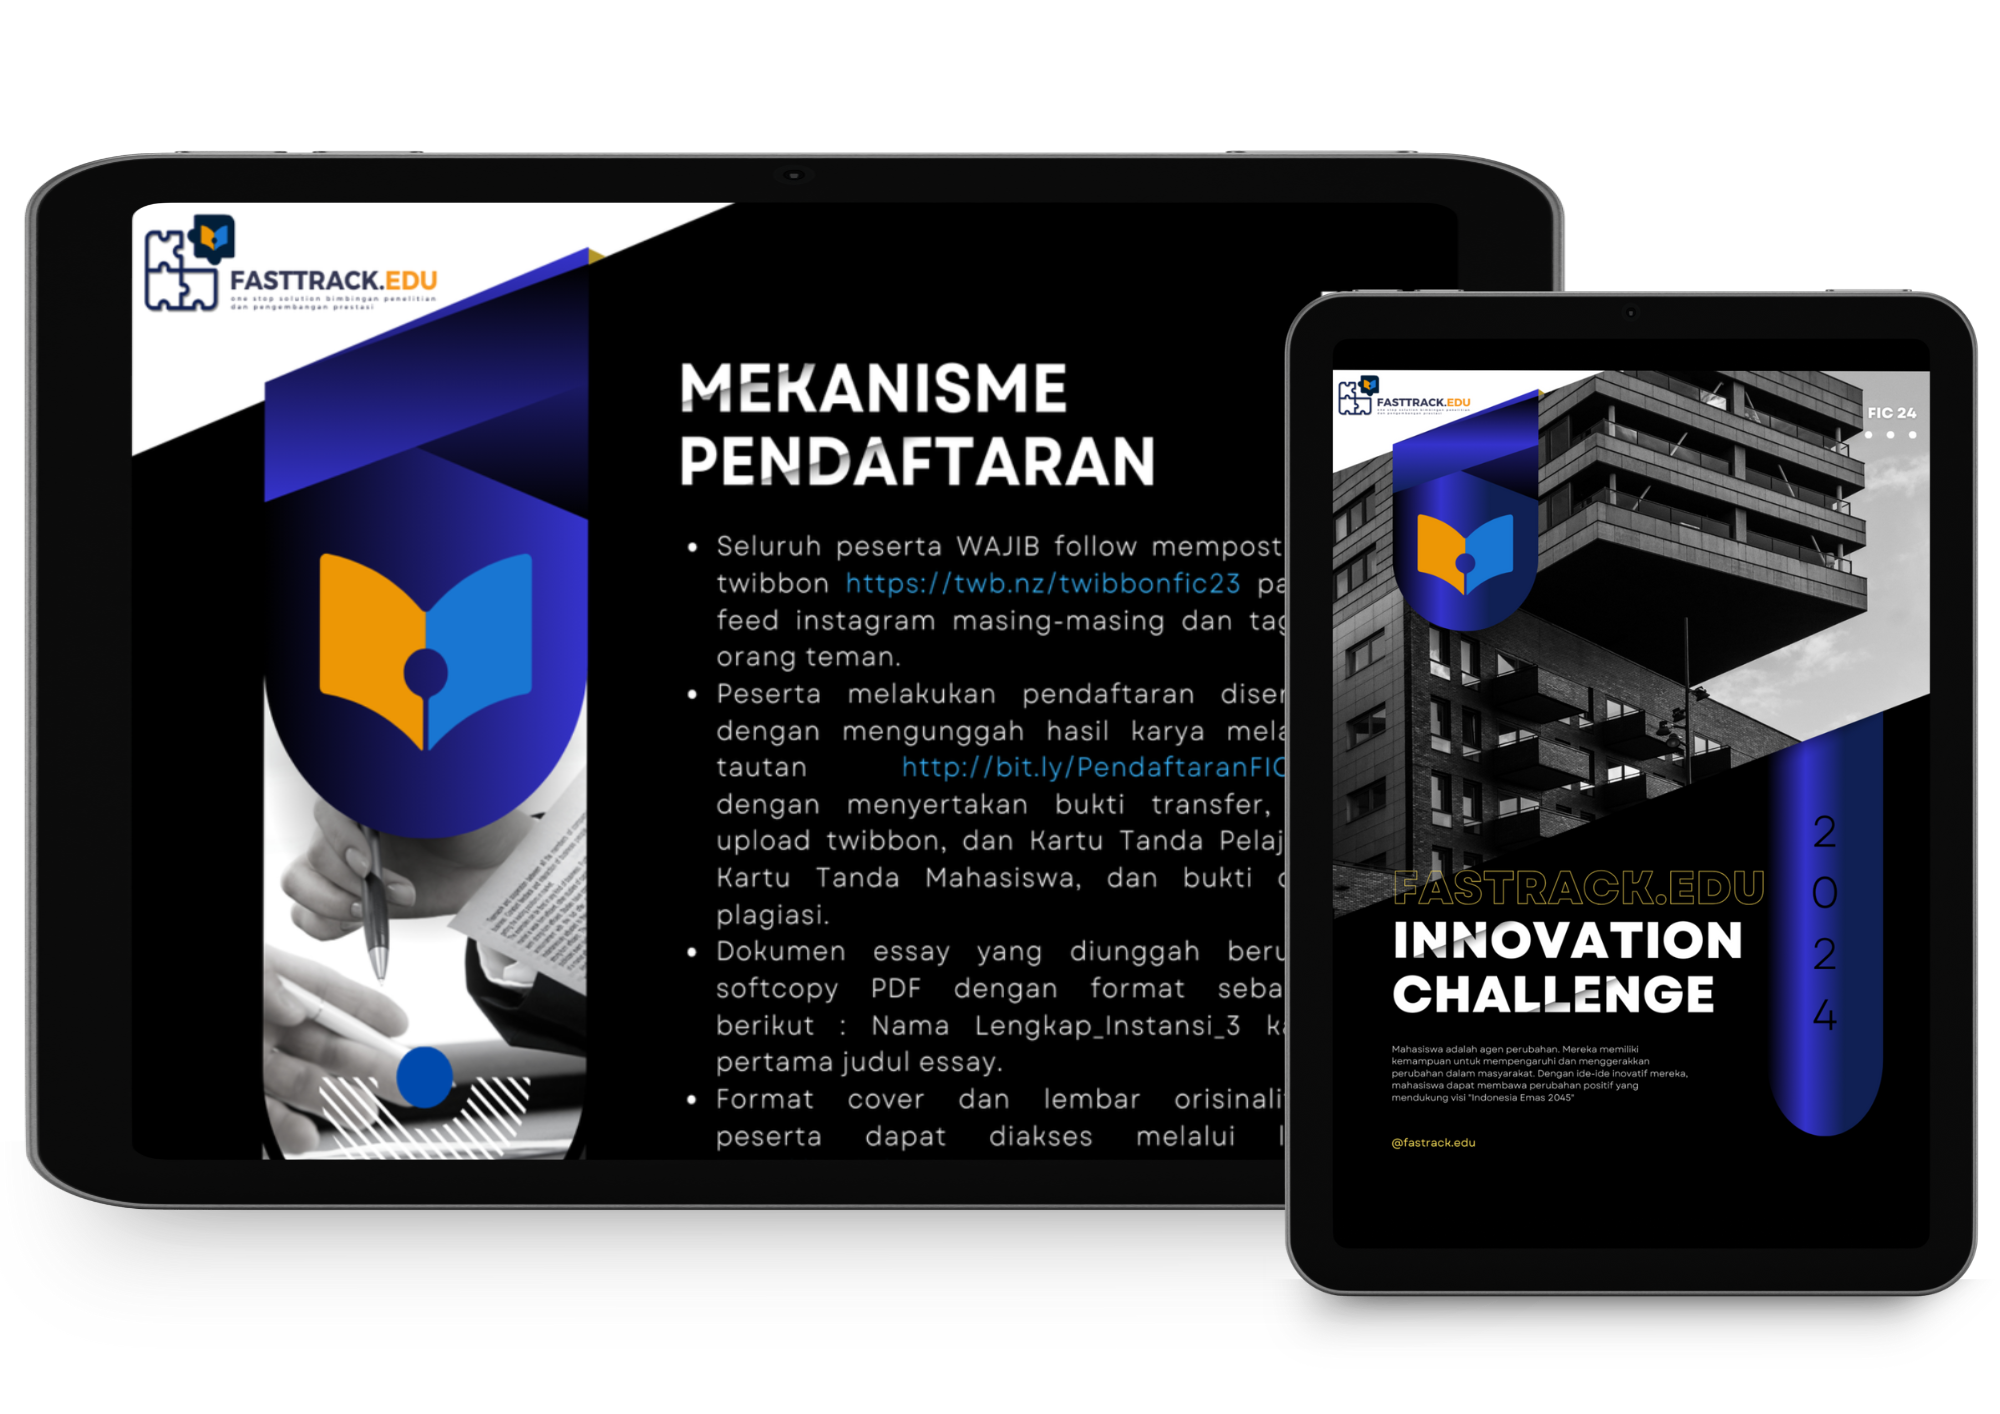 FASTTRACK.EDU
one stop solution bimbingan penelitian
dan pengembangan prestasi
MEKANISME
PENDAFTARAN
• Seluruh peserta WAJIB follow mempost
twibbon https://twb.nz/twibbonfic23 pa
feed instagram masing-masing dan tag
orang teman.
• Peserta melakukan pendaftaran diser
dengan mengunggah hasil karya mela
tautan http://bit.ly/PendaftaranFIC
dengan menyertakan bukti transfer,
upload twibbon, dan Kartu Tanda Pelaj
Kartu Tanda Mahasiswa, dan bukti
plagiasi.
• Dokumen essay yang diunggah beru
softcopy PDF dengan format seba
berikut : Nama Lengkap_Instansi_3 ka
pertama judul essay.
• Format cover dan lembar orisinali
peserta dapat diakses melalui
FASTTRACK.EDU
one stop solution bimbingan penelitian
dan pengembangan prestasi
FIC 24
2
0
2
4
FASTRACK.EDU
INNOVATION
CHALLENGE
Mahasiswa adalah agen perubahan. Mereka memiliki
kemampuan untuk mempengaruhi dan menggerakkan
perubahan dalam masyarakat. Dengan ide-ide inovatif mereka,
mahasiswa dapat membawa perubahan positif yang
mendukung visi "Indonesia Emas 2045"
@fastrack.edu